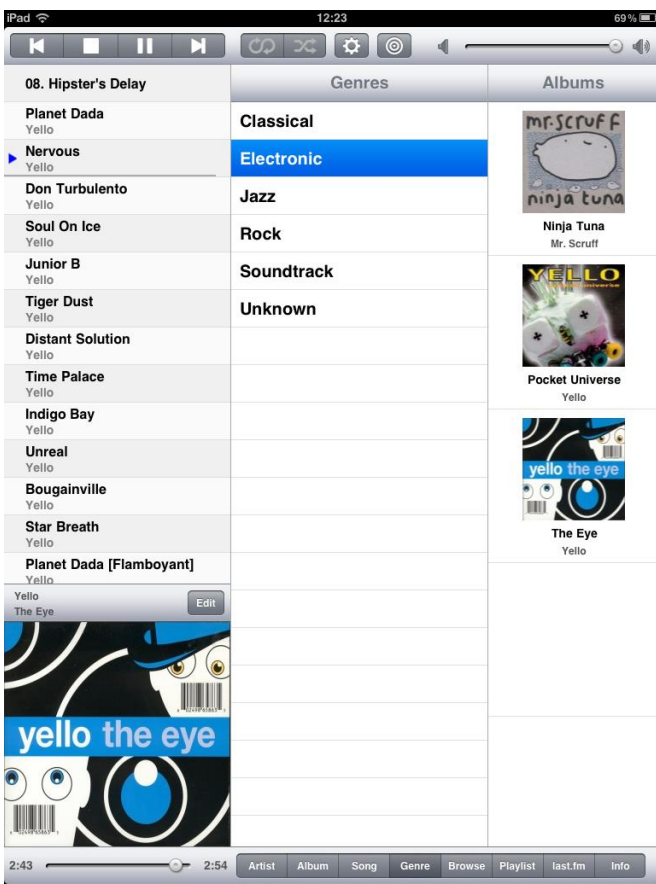 iPad
12:23
69%
08. Hipster's Delay
Genres
Albums
Planet Dada
Yello
Nervous
Yello
Don Turbulento
Yello
Soul On Ice
Yello
Junior B
Yello
Tiger Dust
Yello
Distant Solution
Yello
Time Palace
Yello
Indigo Bay
Yello
Unreal
Yello
Bougainville
Yello
Star Breath
Yello
Planet Dada [Flamboyant]
Yello
Classical
Electronic
Jazz
Rock
Soundtrack
Unknown
mr.scruff
ninja tuna
Ninja Tuna
Mr. Scruff
YELLO
Pocket Universe
Yello
yello the eye
The Eye
Yello
Yello
The Eye
Edit
yello the eye
2:43
2:54
Artist
Album
Song
Genre
Browse
Playlist
last.fm
Info